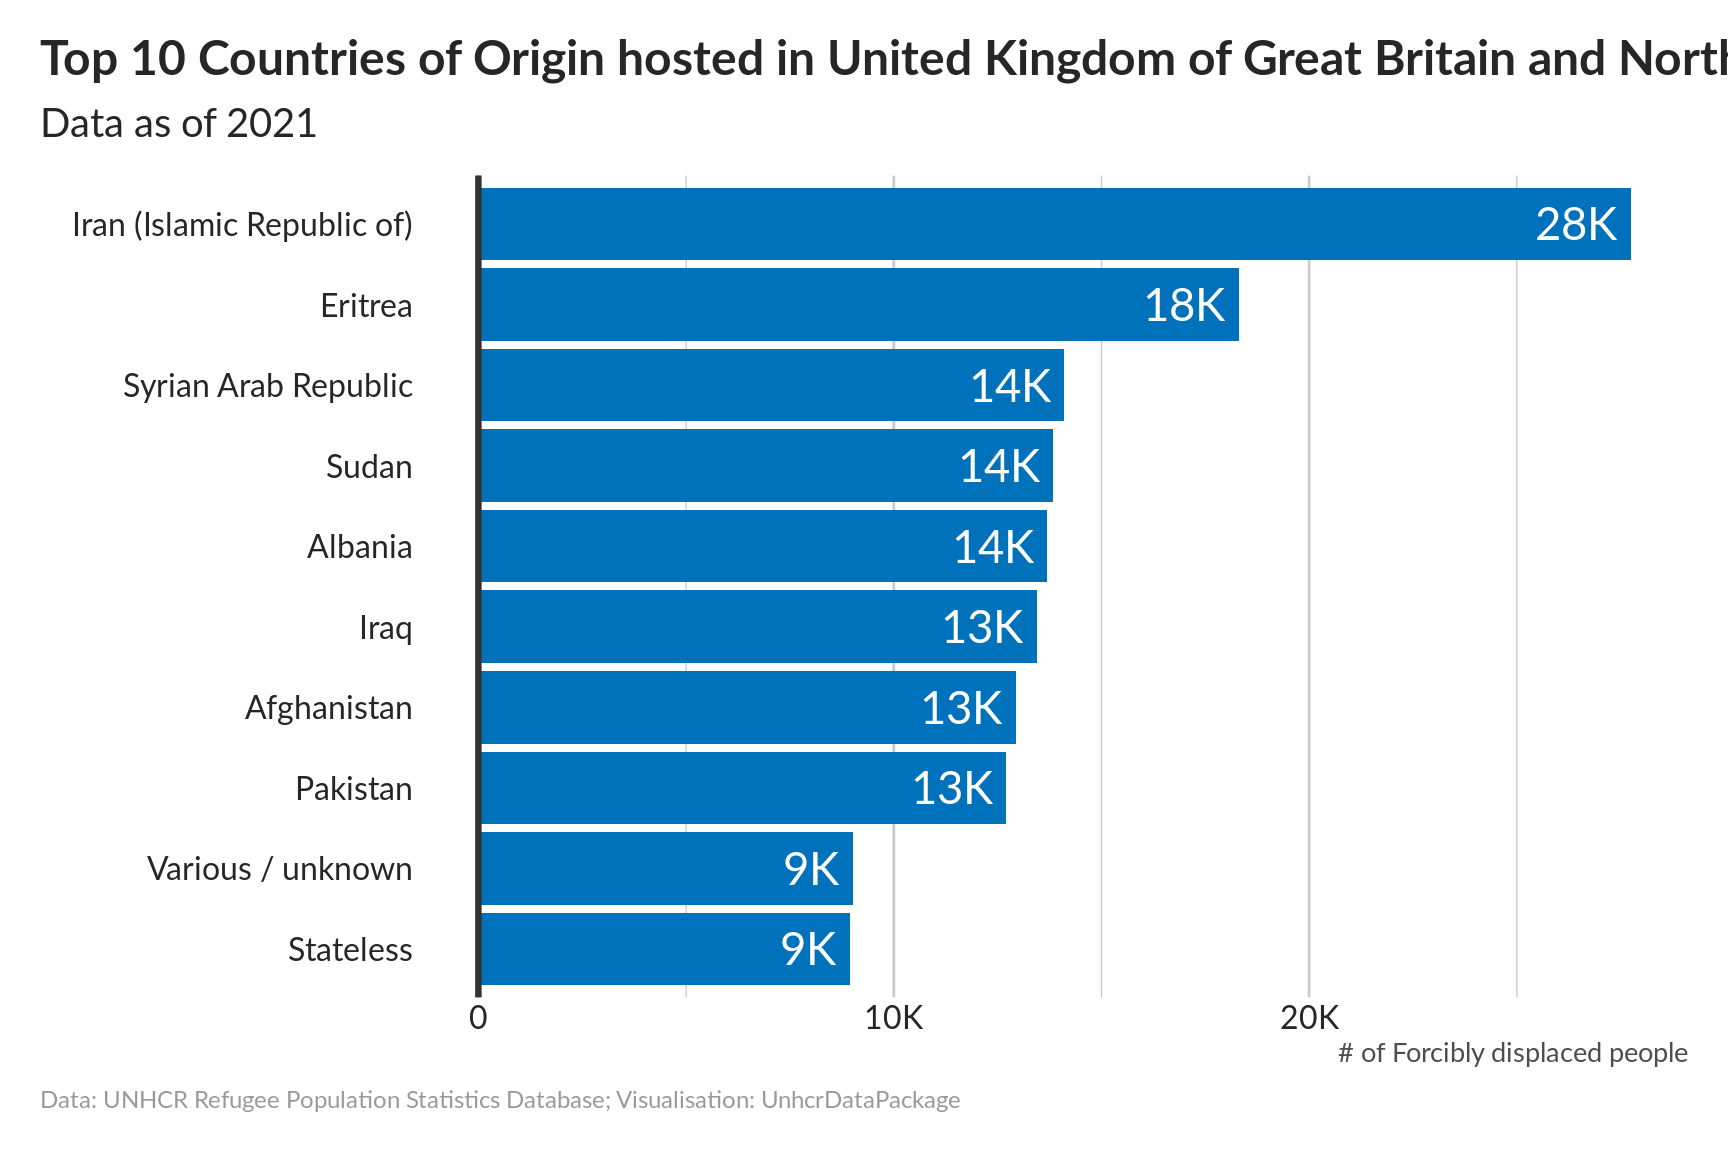 Top 10 Countries of Origin hosted in United Kingdom of Great Britain and North
Data as of 2021
Iran (Islamic Republic of) 28K
Eritrea 18K
Syrian Arab Republic 14K
Sudan 14K
Albania 14K
Iraq 13K
Afghanistan 13K
Pakistan 13K
Various / unknown 9K
Stateless 9K
0 10K 20K
# of Forcibly displaced people
Data: UNHCR Refugee Population Statistics Database; Visualisation: UnhcrDataPackage